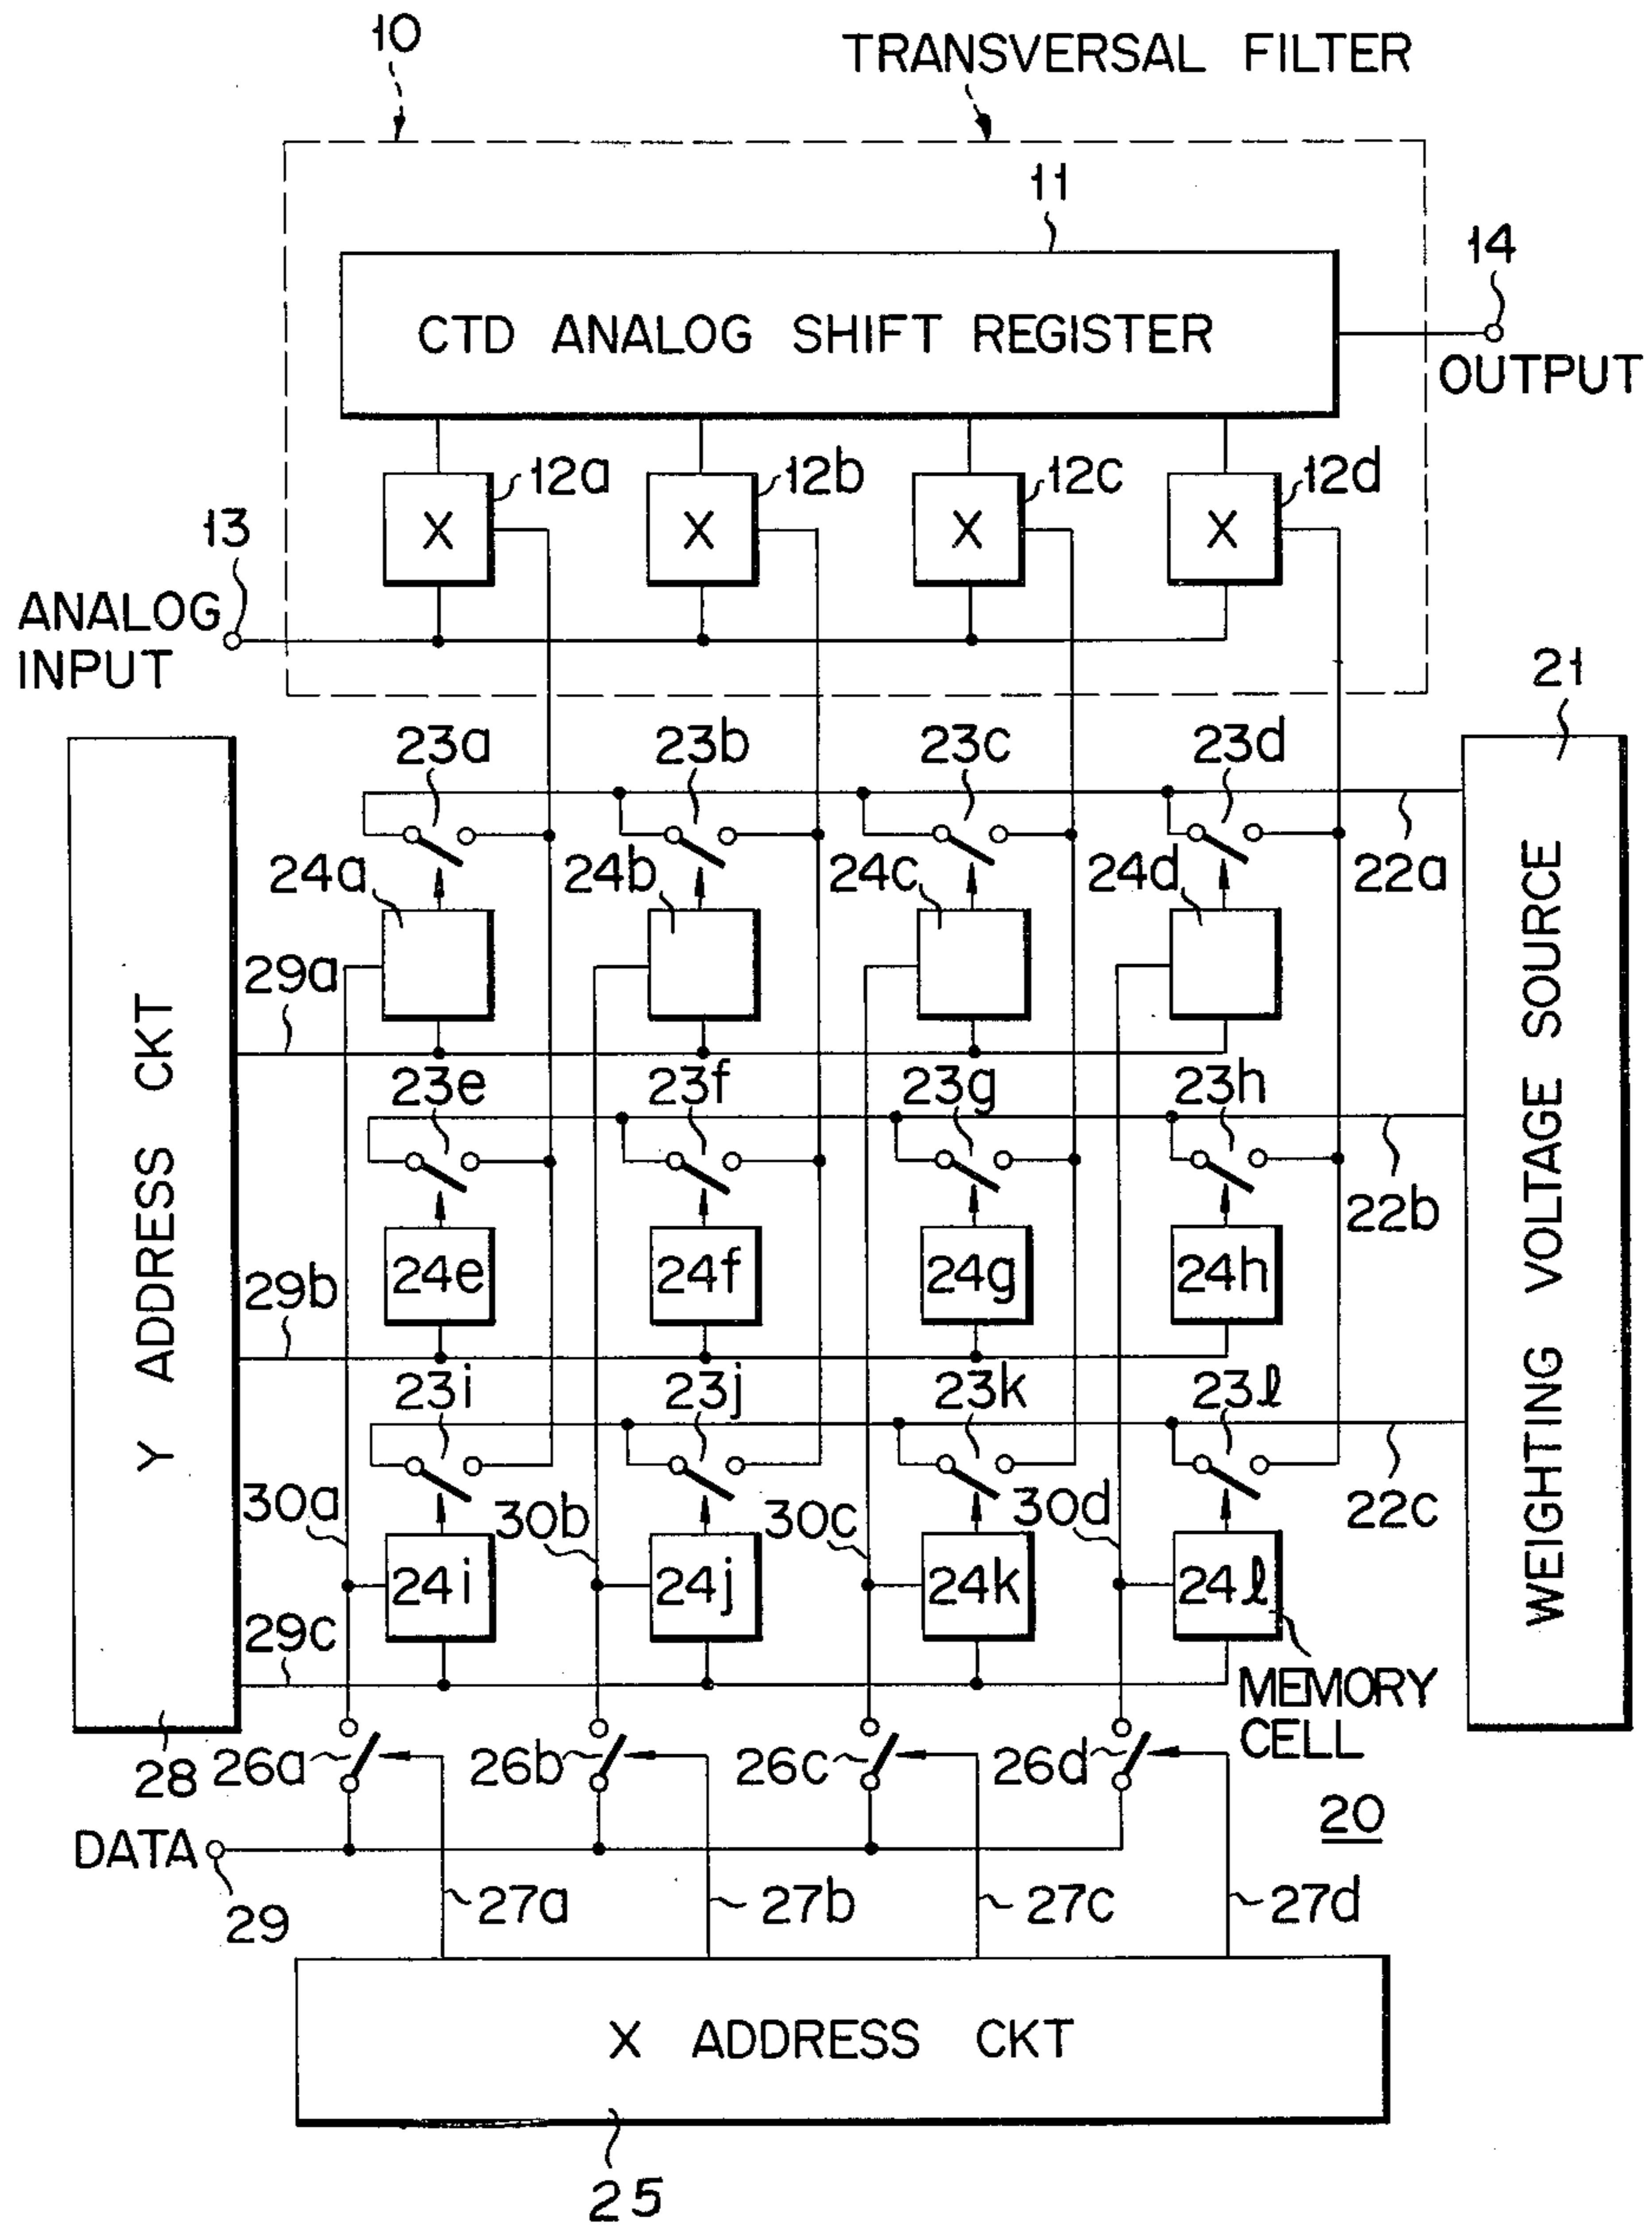 10
TRANSVERSAL FILTER
11
14
CTD ANALOG SHIFT REGISTER
OUTPUT
12a 12b 12c 12d
X X X X
13
ANALOG
INPUT
21
23a 23b 23c 23d
22a
24a 24b 24c 24d
29a
23e 23f 23g 23h
22b
24e 24f 24g 24h
29b
23i 23j 23k 23l
22c
30a 30b 30c 30d
24i 24j 24k 24l
29c
MEMORY
CELL
Y ADDRESS CKT
WEIGHTING VOLTAGE SOURCE
28 26a 26b 26c 26d
20
DATA
29
27a 27b 27c 27d
X ADDRESS CKT
25